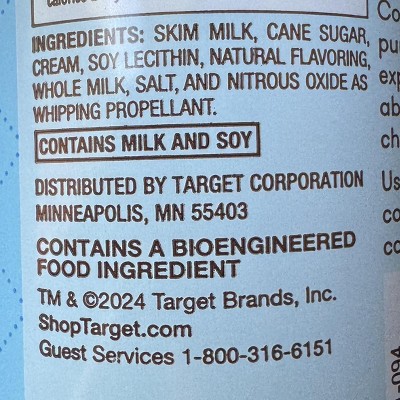 INGREDIENTS: SKIM MILK, CANE SUGAR,
CREAM, SOY LECITHIN, NATURAL FLAVORING,
WHOLE MILK, SALT, AND NITROUS OXIDE AS
WHIPPING PROPELLANT.
CONTAINS MILK AND SOY
DISTRIBUTED BY TARGET CORPORATION
MINNEAPOLIS, MN 55403
CONTAINS A BIOENGINEERED
FOOD INGREDIENT
TM & ©2024 Target Brands, Inc.
ShopTarget.com
Guest Services 1-800-316-6151